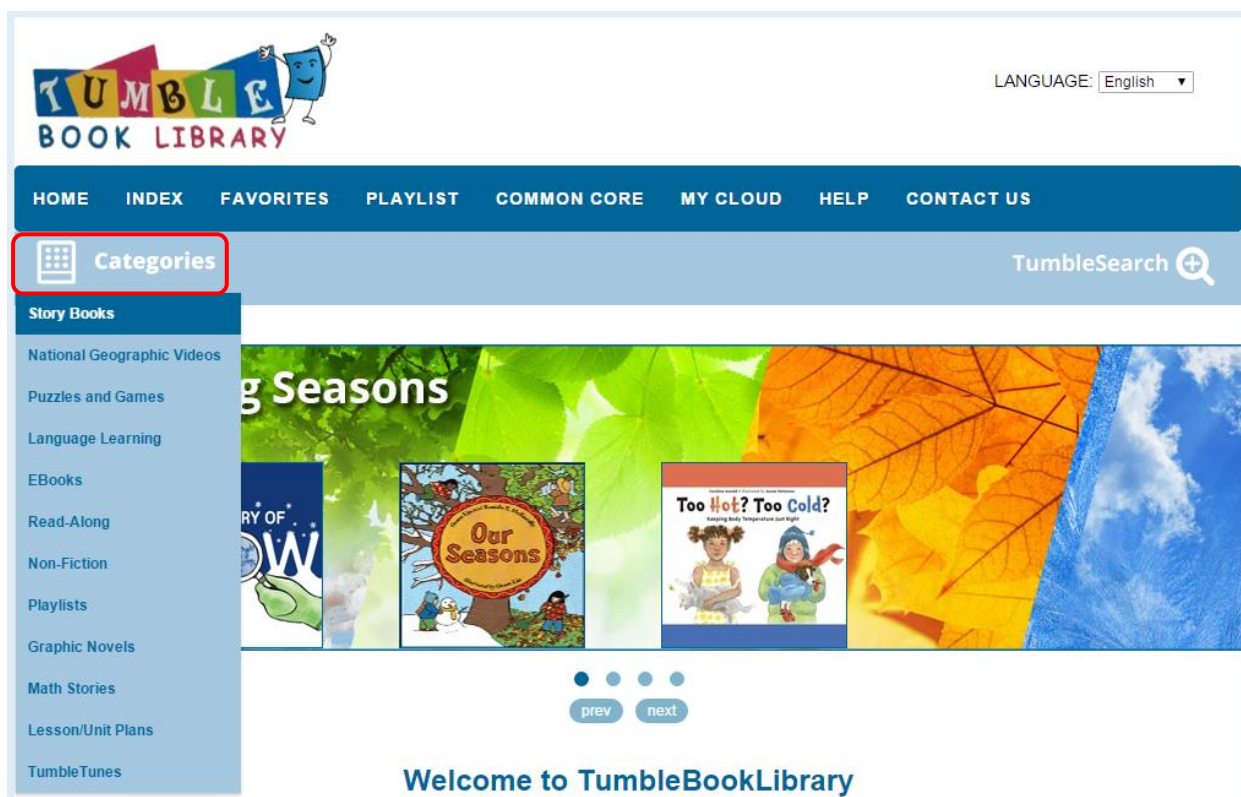 TUMBLE
BOOK LIBRARY
LANGUAGE: English
HOME INDEX FAVORITES PLAYLIST COMMON CORE MY CLOUD HELP CONTACT US
Categories
TumbleSearch
Story Books
National Geographic Videos
Puzzles and Games
Language Learning
EBooks
Read-Along
Non-Fiction
Playlists
Graphic Novels
Math Stories
Lesson/Unit Plans
TumbleTunes
g Seasons
RY OF
OW
Our
Seasons
Too Hot? Too Cold?
Keeping Body Temperature Just Right
prev next
Welcome to TumbleBookLibrary